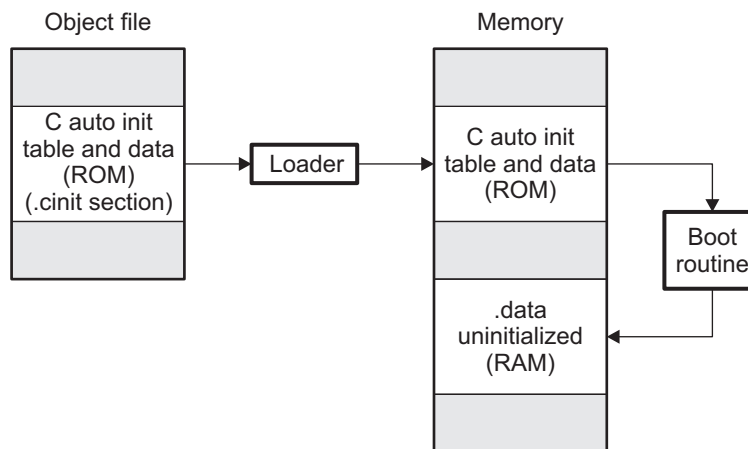 Object file
Memory
C auto init
table and data
(ROM)
(.cinit section)
Loader
C auto init
table and data
(ROM)
Boot
routine
.data
uninitialized
(RAM)